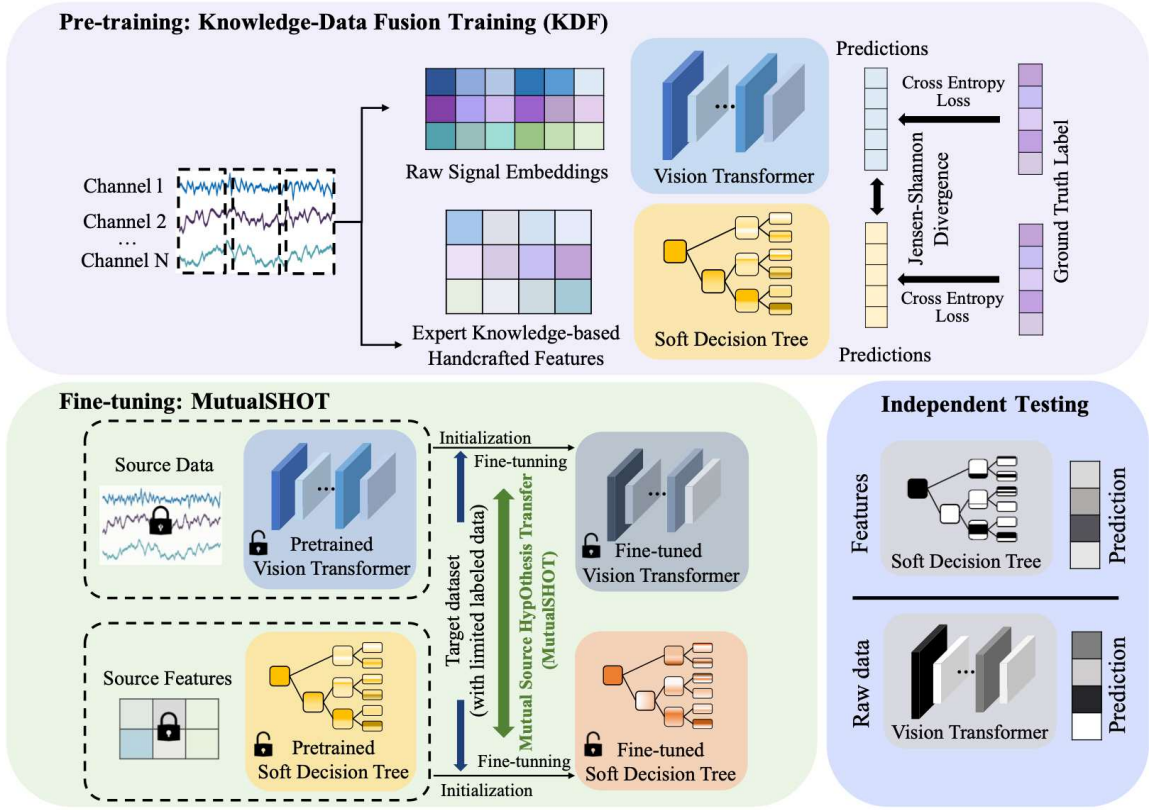 Pre-training: Knowledge-Data Fusion Training (KDF)
Channel 1
Channel 2
...
Channel N
Raw Signal Embeddings
Expert Knowledge-based
Handcrafted Features
...
Vision Transformer
Soft Decision Tree
Predictions
Cross Entropy
Loss
Jensen-Shannon
Divergence
Cross Entropy
Loss
Predictions
Ground Truth Label
Fine-tuning: MutualSHOT
Source Data
...
Pretrained
Vision Transformer
Initialization
Fine-tunning
...
Fine-tuned
Vision Transformer
Target dataset
(with limited labeled data)
Mutual Source HypOthesis Transfer
(MutualSHOT)
Source Features
Pretrained
Soft Decision Tree
Fine-tunning
Initialization
Fine-tuned
Soft Decision Tree
Independent Testing
Features
Soft Decision Tree
Prediction
Raw data
...
Vision Transformer
Prediction